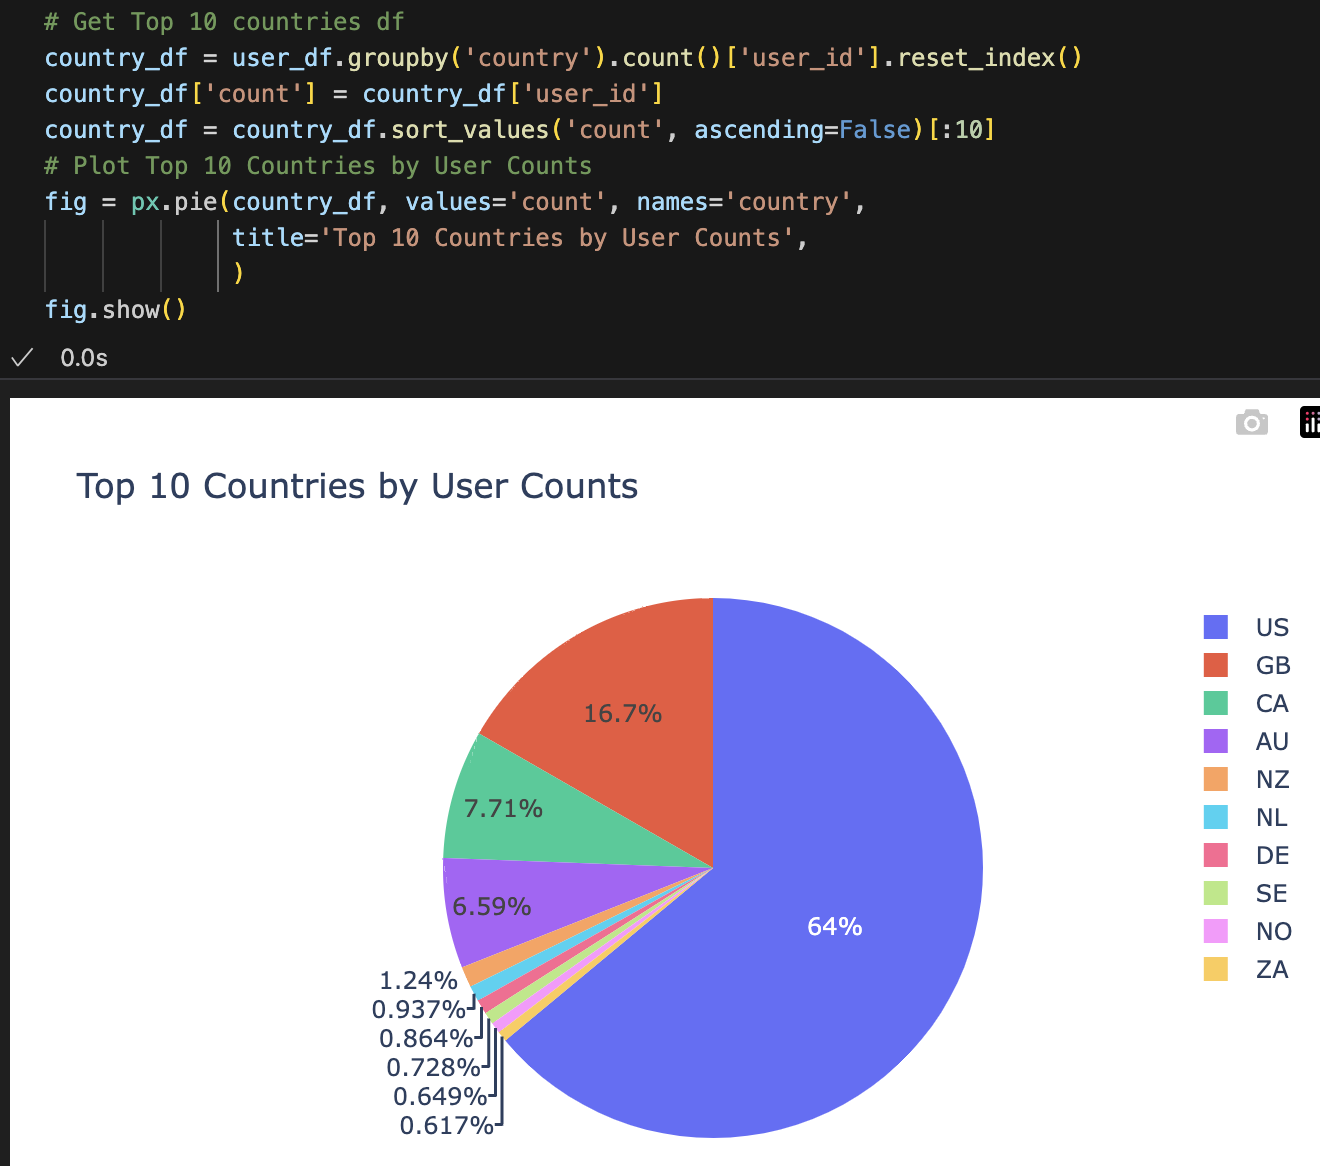 # Get Top 10 countries df
country_df = user_df.groupby('country').count()['user_id'].reset_index()
country_df['count'] = country_df['user_id']
country_df = country_df.sort_values('count', ascending=False)[:10]
# Plot Top 10 Countries by User Counts
fig = px.pie(country_df, values='count', names='country',
title='Top 10 Countries by User Counts',
)
fig.show()
0.0s
Top 10 Countries by User Counts
US
GB
CA
AU
NZ
NL
DE
SE
NO
ZA
16.7%
7.71%
6.59%
64%
1.24%
0.937%
0.864%
0.728%
0.649%
0.617%